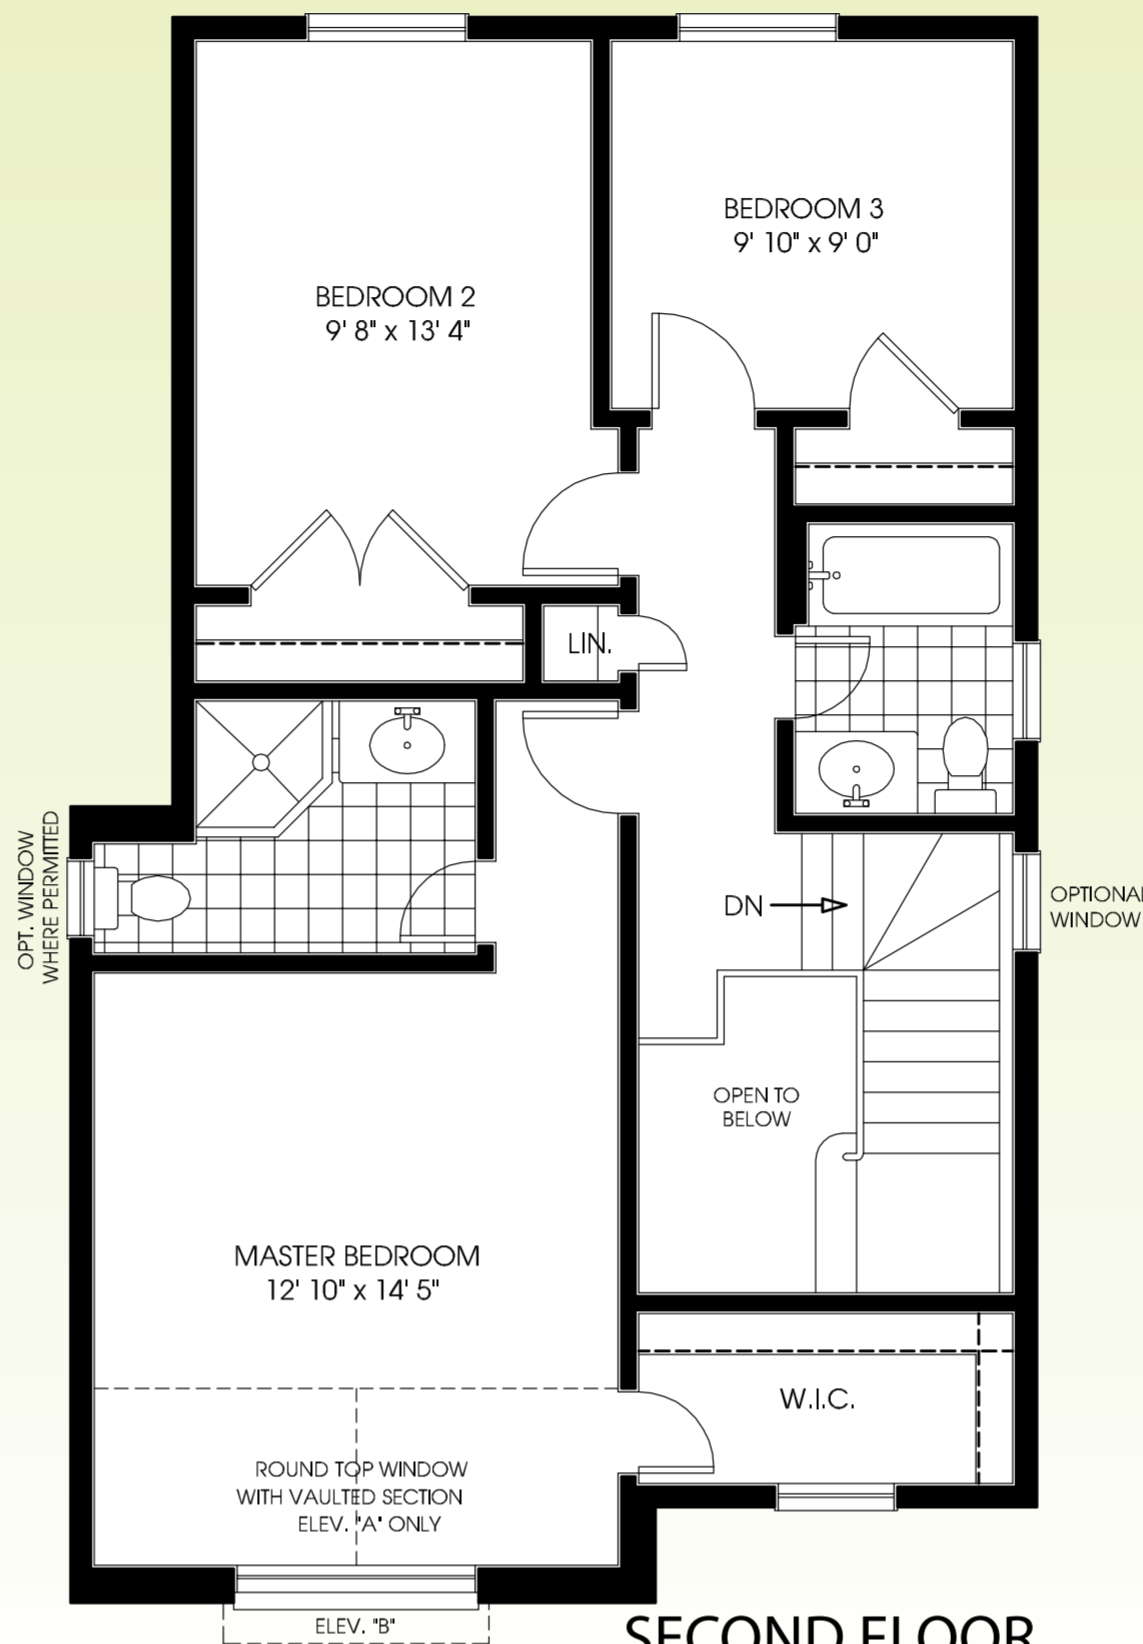 BEDROOM 3
9' 10" x 9' 0"
BEDROOM 2
9' 8" x 13' 4"
LIN.
OPT. WINDOW
WHERE PERMITTED
DN
OPTIONAL
WINDOW
OPEN TO
BELOW
MASTER BEDROOM
12' 10" x 14' 5"
W.I.C.
ROUND TOP WINDOW
WITH VAULTED SECTION
ELEV. "A" ONLY
ELEV. "B"
SECOND FLOOR